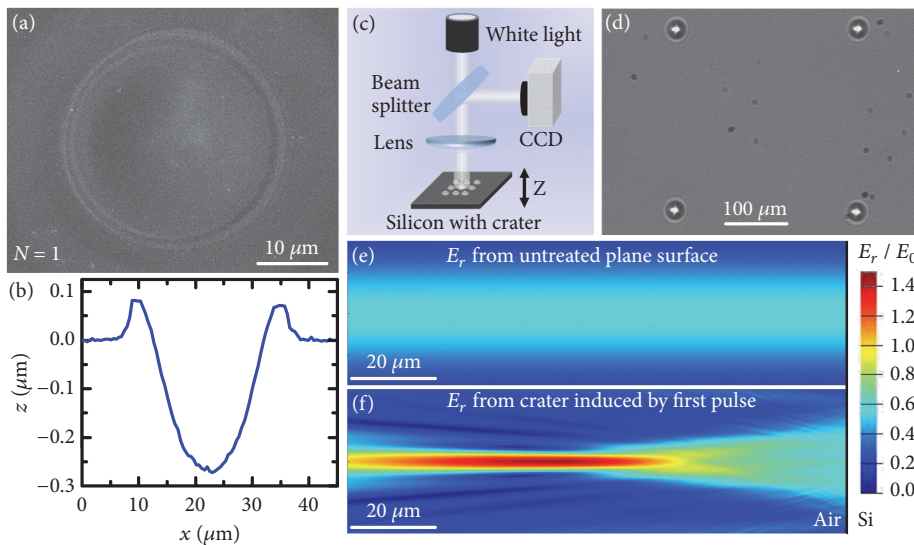 (a)
N = 1
10 μm
(b)
0.1
0.0
−0.1
−0.2
−0.3
z (μm)
0
10
20
30
40
x (μm)
(c)
White light
Beam
splitter
Lens
CCD
Z
Silicon with crater
(d)
100 μm
(e)
E_r from untreated plane surface
20 μm
(f)
E_r from crater induced by first pulse
20 μm
Air
Si
E_r / E_0
1.4
1.2
1.0
0.8
0.6
0.4
0.2
0.0